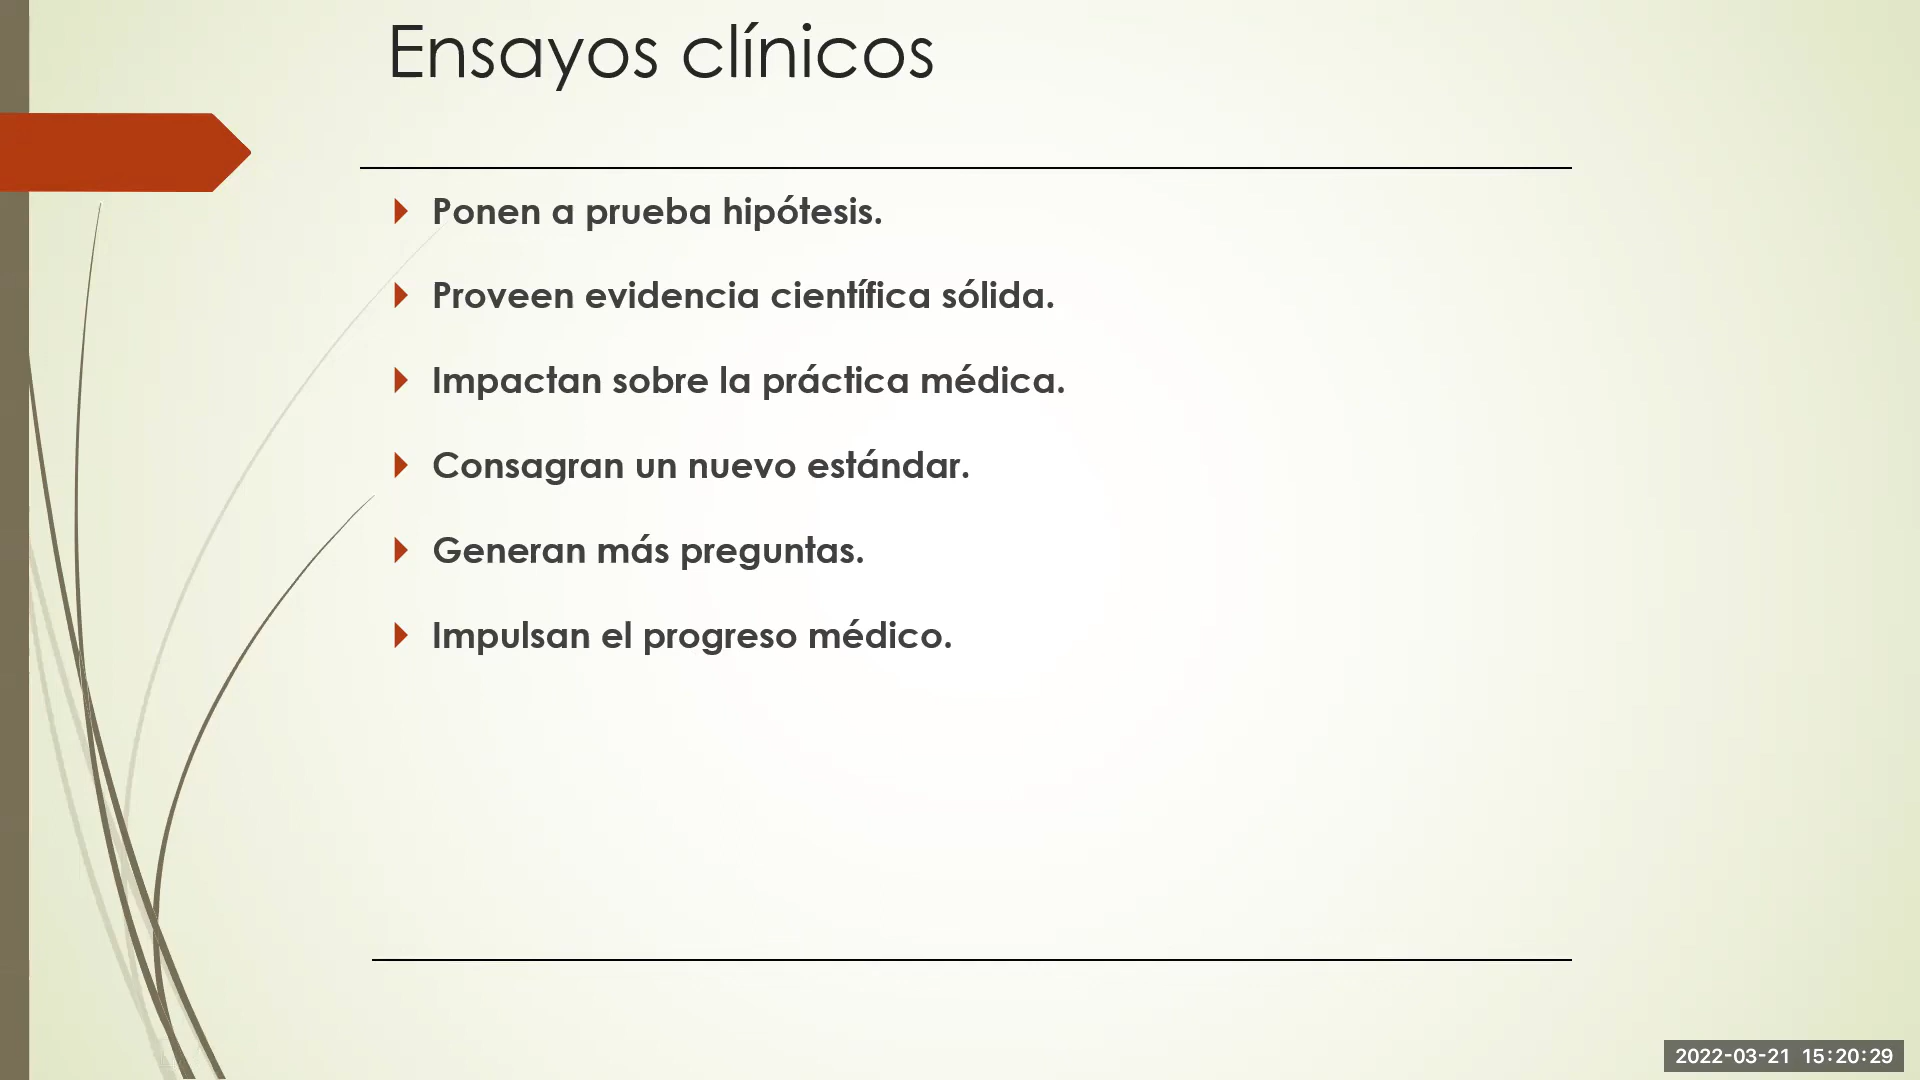 Ensayos clínicos
Ponen a prueba hipótesis.
Proveen evidencia científica sólida.
Impactan sobre la práctica médica.
Consagran un nuevo estándar.
Generan más preguntas.
Impulsan el progreso médico.
2022-03-21 15:20:29